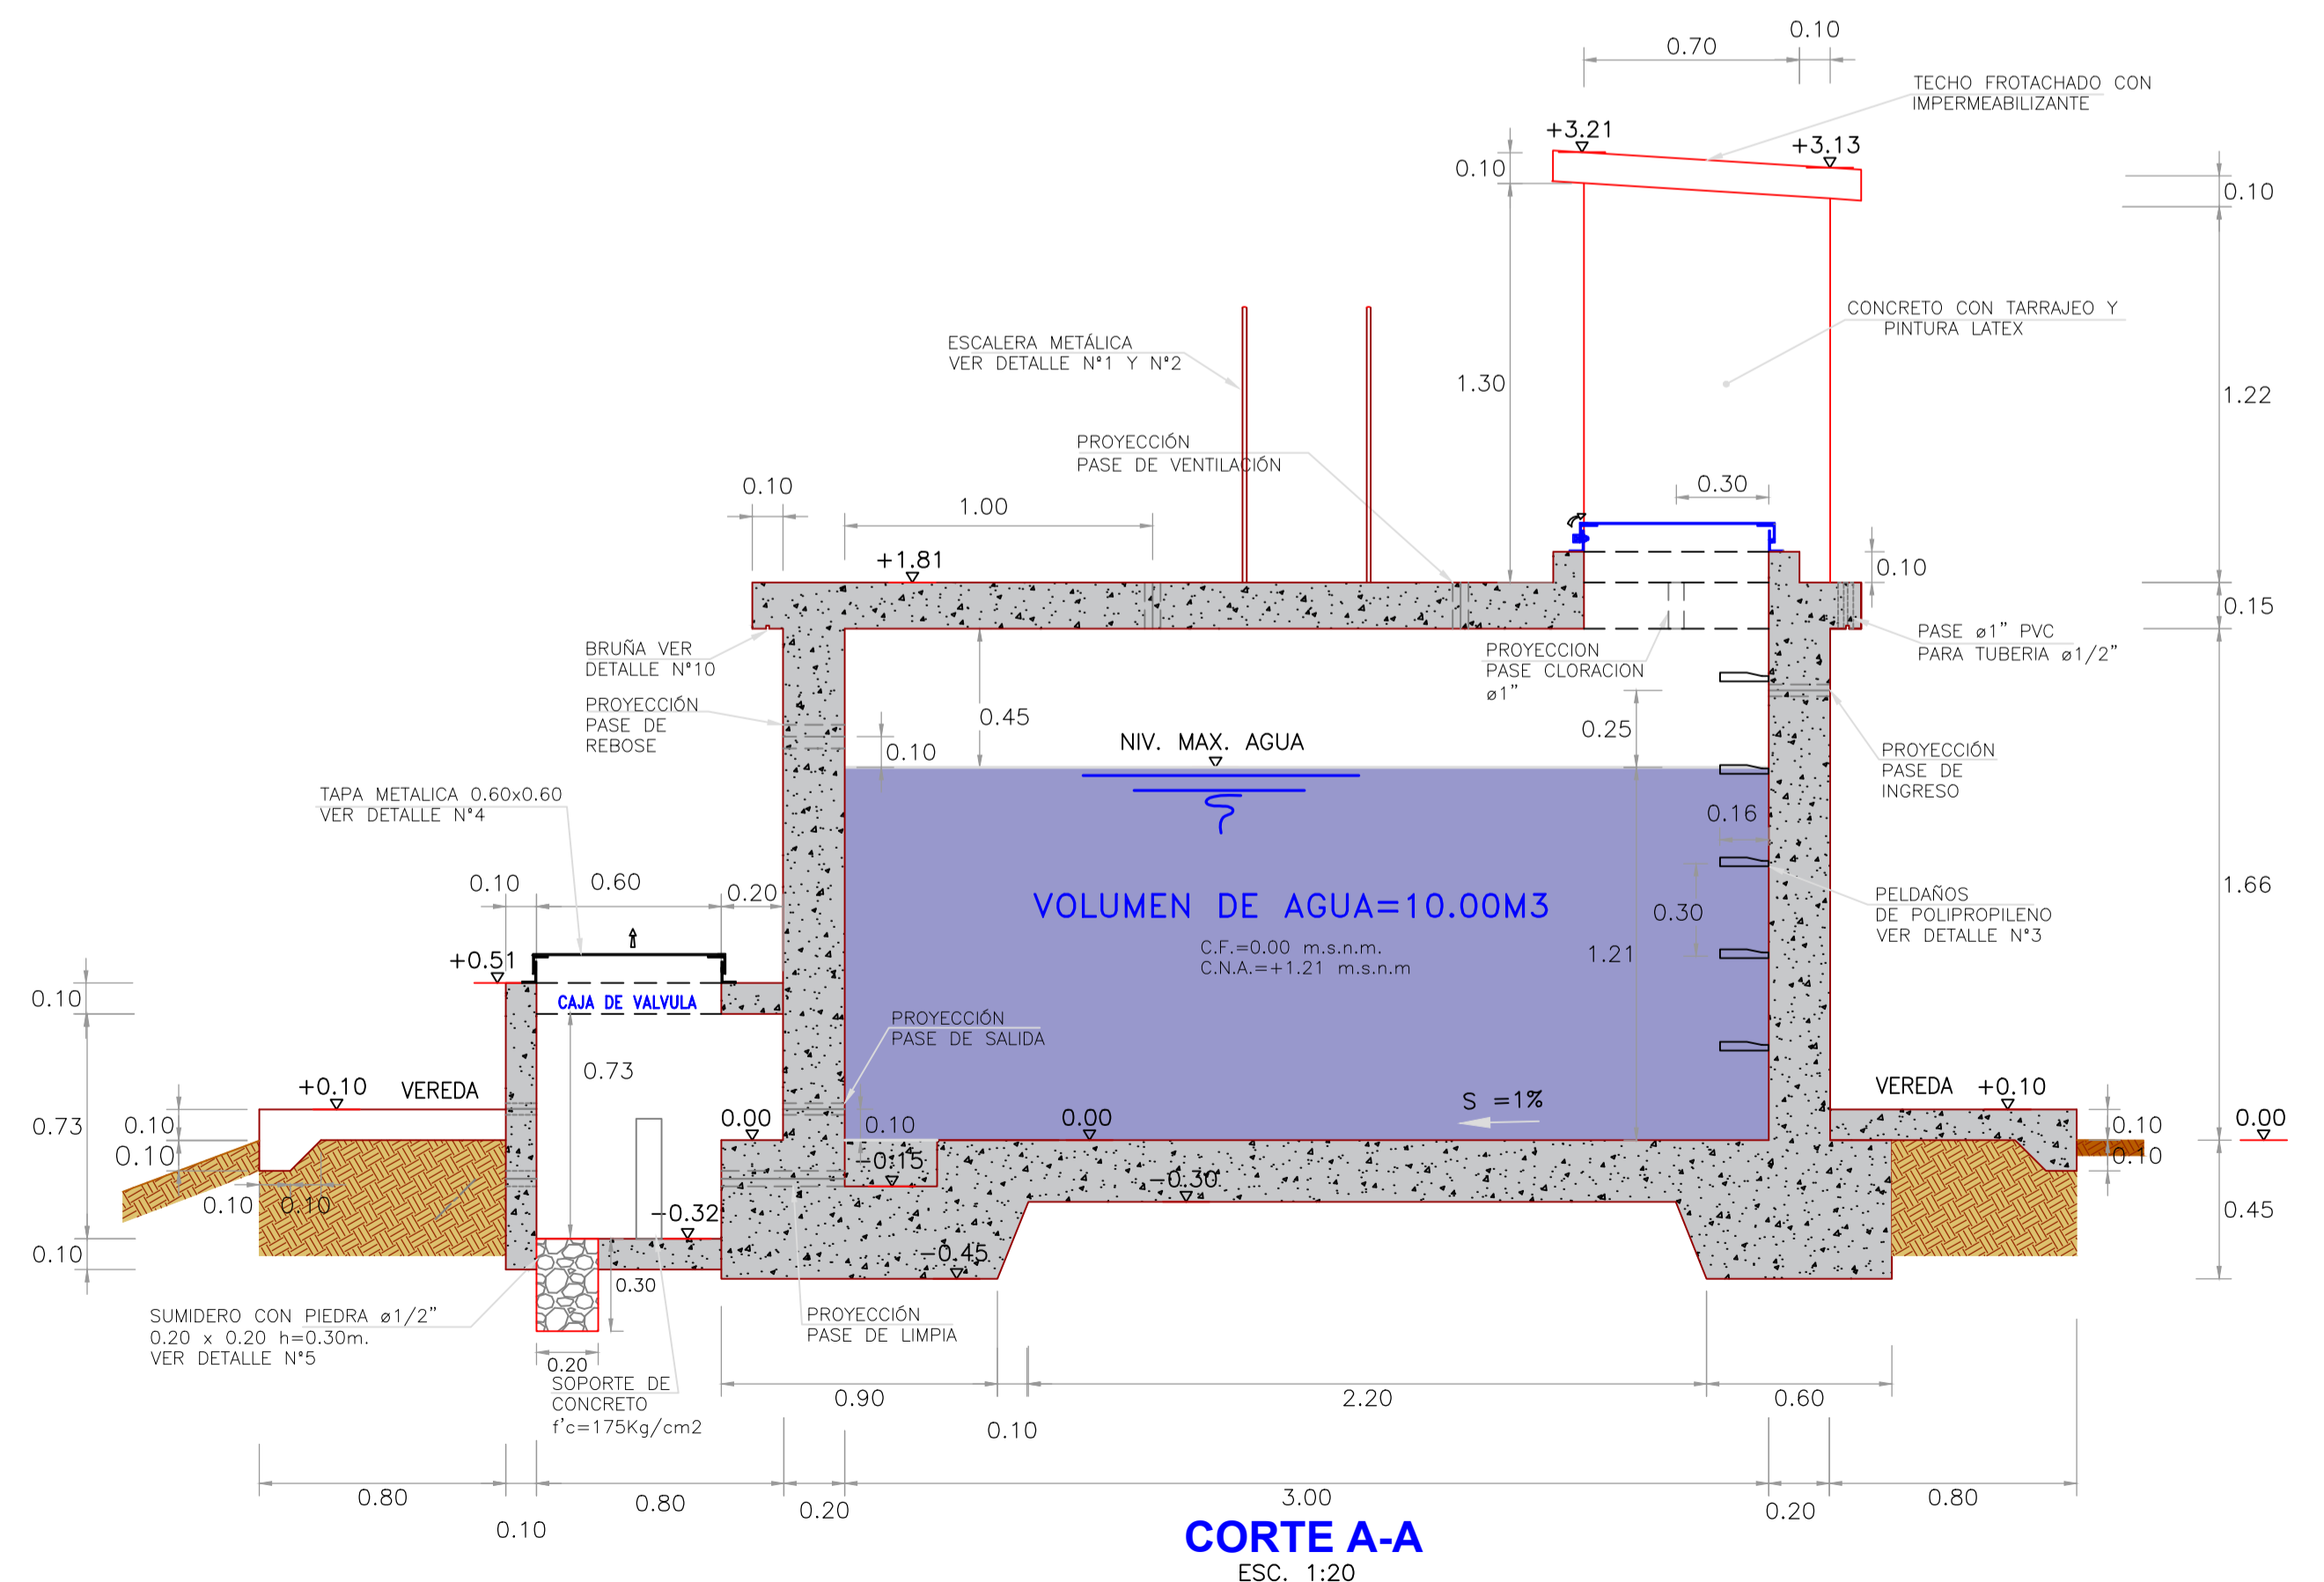 0.10
0.70
TECHO FROTACHADO CON
IMPERMEABILIZANTE
+3.21
+3.13
0.10
0.10
CONCRETO CON TARRAJEO Y
PINTURA LATEX
ESCALERA METÁLICA
VER DETALLE N°1 Y N°2
1.30
1.22
PROYECCIÓN
PASE DE VENTILACIÓN
0.10
1.00
0.30
+1.81
0.10
0.15
BRUÑA VER
DETALLE N°10
PROYECCION
PASE CLORACION
ø1"
PASE ø1" PVC
PARA TUBERIA ø1/2"
PROYECCIÓN
PASE DE
REBOSE
0.45
0.10
NIV. MAX. AGUA
0.25
PROYECCIÓN
PASE DE
INGRESO
TAPA METALICA 0.60x0.60
VER DETALLE N°4
0.16
0.10
0.60
0.20
VOLUMEN DE AGUA=10.00M3
C.F.=0.00 m.s.n.m.
C.N.A.=+1.21 m.s.n.m
0.30
1.21
PELDAÑOS
DE POLIPROPILENO
VER DETALLE N°3
1.66
+0.51
0.10
CAJA DE VALVULA
PROYECCIÓN
PASE DE SALIDA
0.73
+0.10
VEREDA
0.73
0.10
0.10
0.00
0.10
0.00
S =1%
VEREDA
+0.10
0.10
0.00
0.10
0.10
0.10
-0.15
-0.30
-0.32
0.45
0.10
-0.45
0.30
SUMIDERO CON PIEDRA ø1/2"
0.20 x 0.20 h=0.30m.
VER DETALLE N°5
PROYECCIÓN
PASE DE LIMPIA
0.20
SOPORTE DE
CONCRETO
f'c=175Kg/cm2
0.90
0.10
2.20
0.60
0.80
0.10
0.80
0.20
3.00
0.20
0.80
CORTE A-A
ESC. 1:20